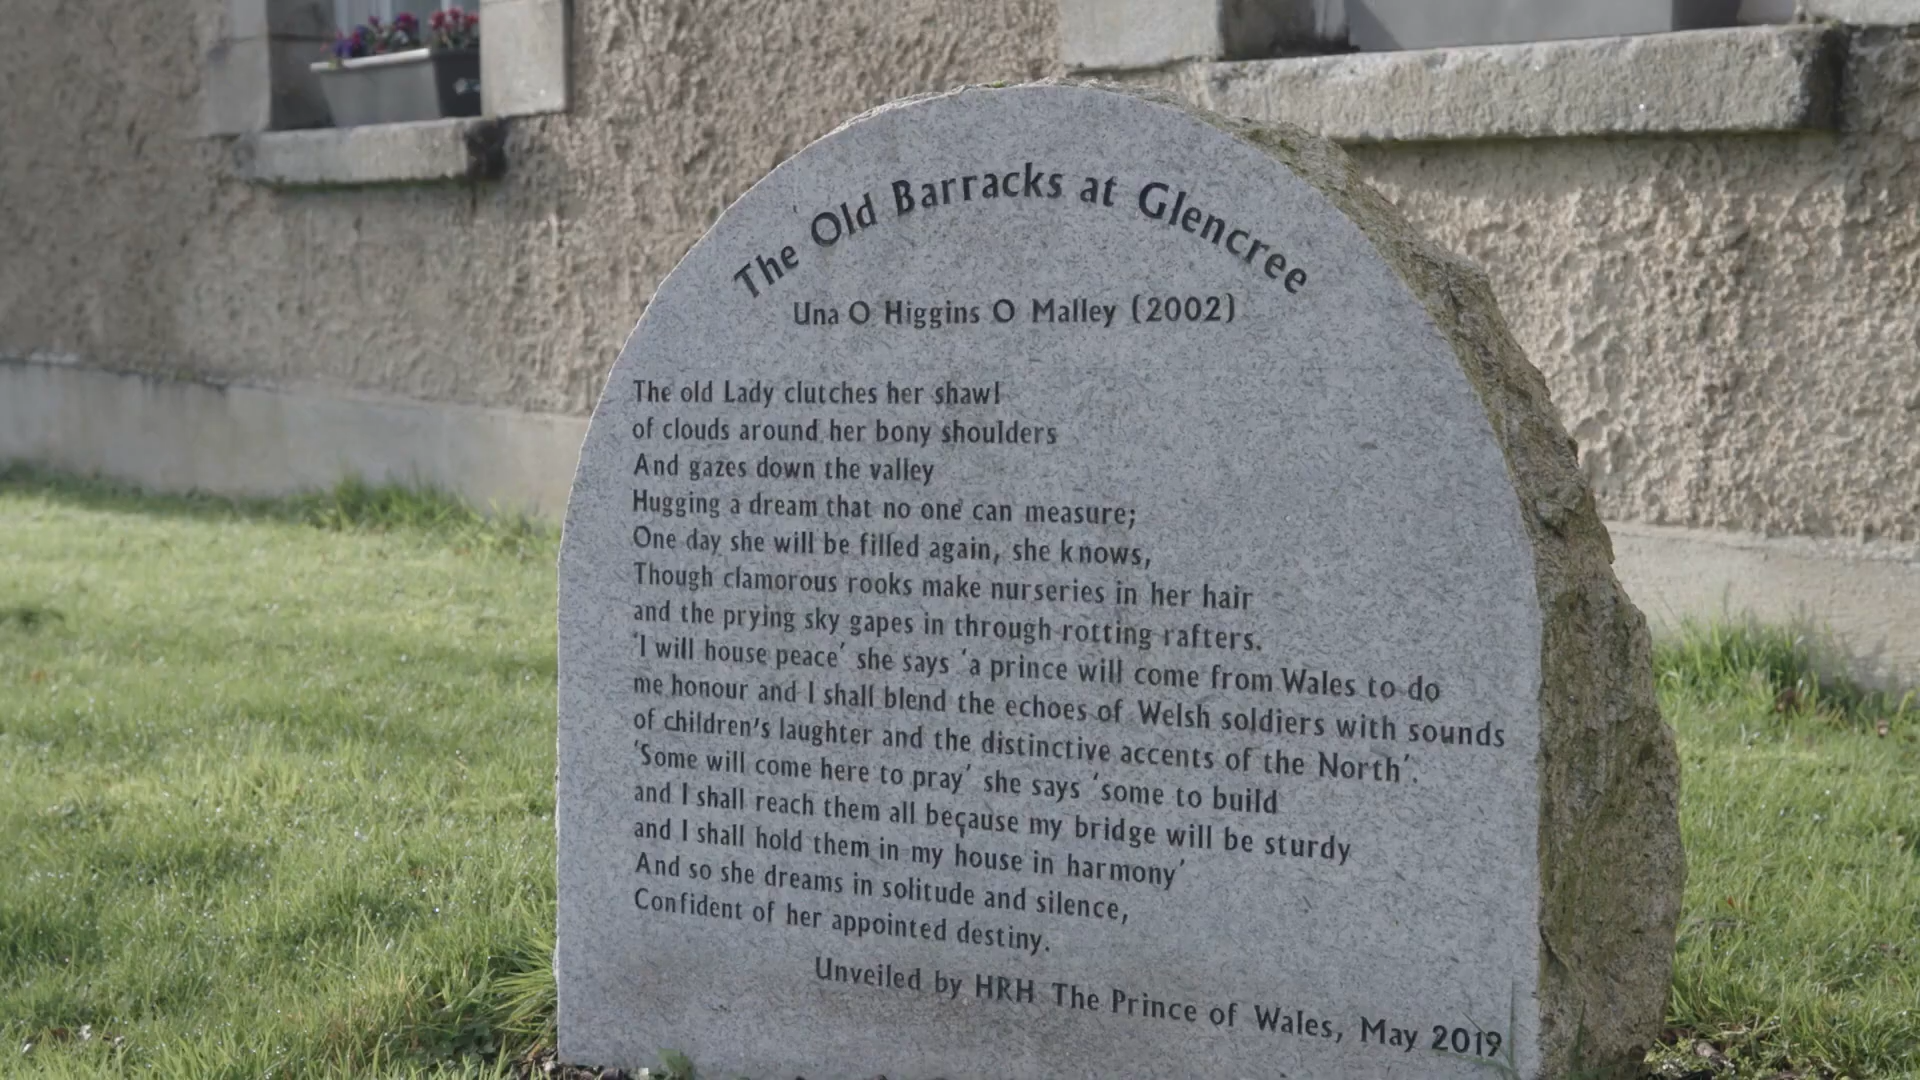 The Old Barracks at Glencree
Una O Higgins O Malley (2002)
The old Lady clutches her shawl
of clouds around her bony shoulders
And gazes down the valley
Hugging a dream that no one can measure;
One day she will be filled again, she knows,
Though clamorous rooks make nurseries in her hair
and the prying sky gapes in through rotting rafters.
'I will house peace' she says 'a prince will come from Wales to do
me honour and I shall blend the echoes of Welsh soldiers with sounds
of children's laughter and the distinctive accents of the North'.
'Some will come here to pray' she says 'some to build
and I shall reach them all because my bridge will be sturdy
and I shall hold them in my house in harmony'
And so she dreams in solitude and silence,
Confident of her appointed destiny.
Unveiled by HRH The Prince of Wales, May 2019